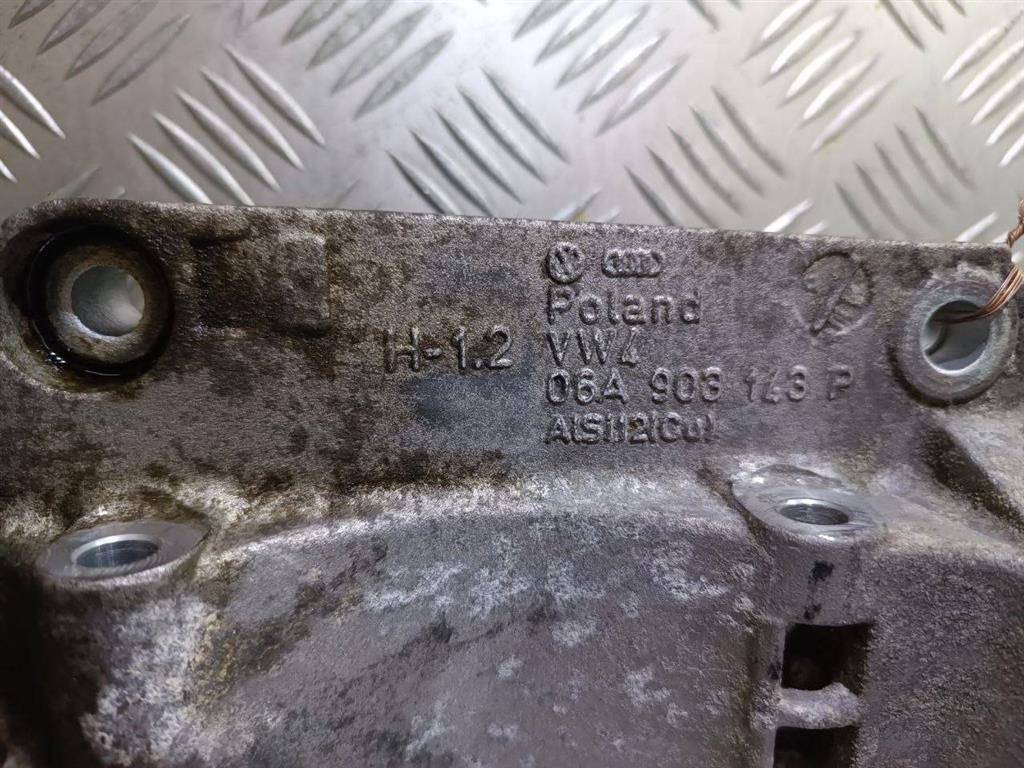 Poland
H-1.2 VW4
06A 903 143 P
AlSi12(Cu)